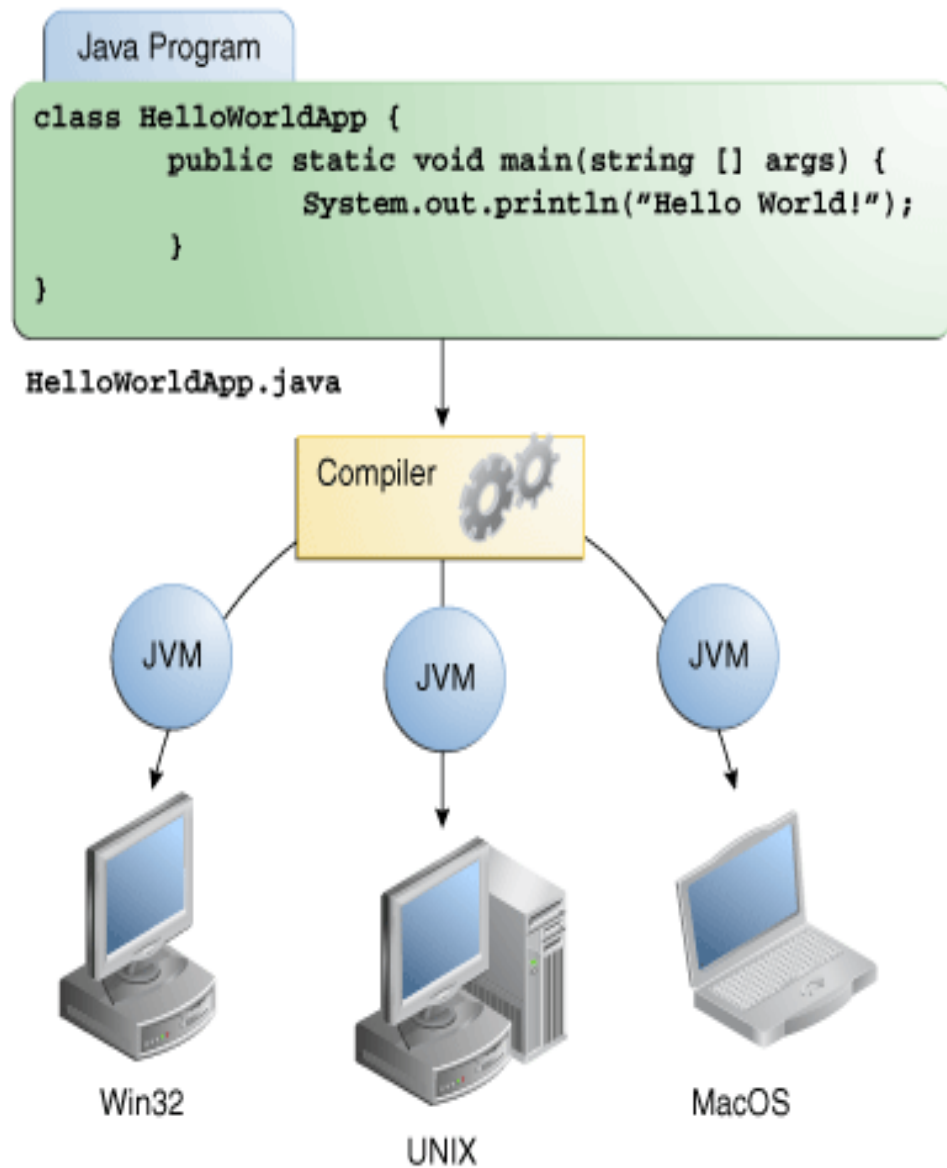 Java Program
class HelloWorldApp {
public static void main(string [] args) {
System.out.println("Hello World!");
}
}
HelloWorldApp.java
Compiler
JVM
JVM
JVM
Win32
UNIX
MacOS